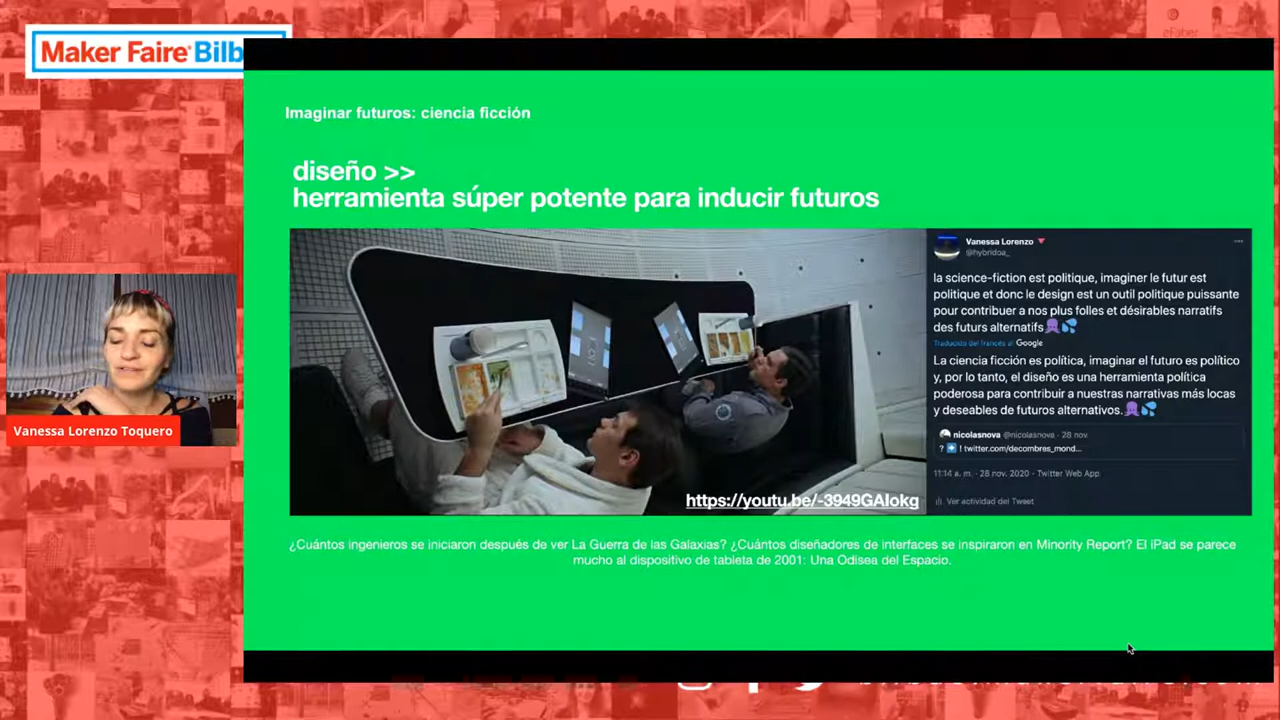 Maker Faire Bilb
Imaginar futuros: ciencia ficción
diseño >>
herramienta súper potente para inducir futuros
Vanessa Lorenzo
@hybridoa_
la science-fiction est politique, imaginer le futur est
politique et donc le design est un outil politique puissante
pour contribuer a nos plus folles et désirables narratifs
des futurs alternatifs🐙💦
Traducido del francés al Google
La ciencia ficción es política, imaginar el futuro es político
y, por lo tanto, el diseño es una herramienta política
poderosa para contribuir a nuestras narrativas más locas
y deseables de futuros alternativos.🐙💦
nicolasnova @nicolasnova · 28 nov.
? ➡️ ! twitter.com/decombres_mond...
11:14 a. m. · 28 nov. 2020 · Twitter Web App
Ver actividad del Tweet
https://youtu.be/-3949GAIokg
Vanessa Lorenzo Toquero
¿Cuántos ingenieros se iniciaron después de ver La Guerra de las Galaxias? ¿Cuántos diseñadores de interfaces se inspiraron en Minority Report? El iPad se parece
mucho al dispositivo de tableta de 2001: Una Odisea del Espacio.